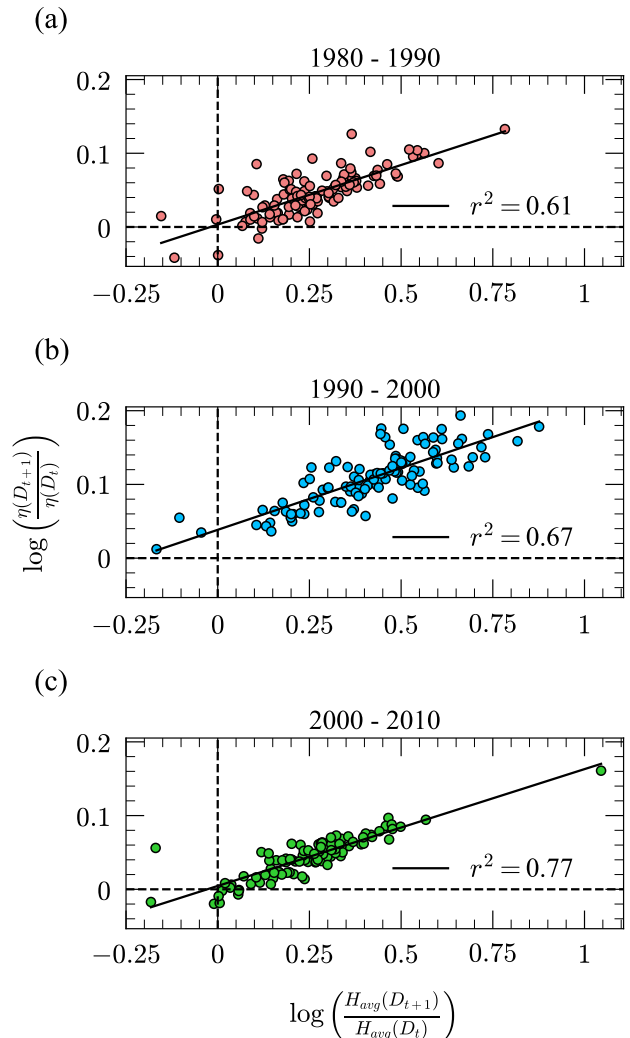 (a)
1980 - 1990
0.2
0.1
0
r² = 0.61
−0.25 0 0.25 0.5 0.75 1
(b)
1990 - 2000
0.2
0.1
0
r² = 0.67
−0.25 0 0.25 0.5 0.75 1
log (η(D_{t+1})/η(D_t))
(c)
2000 - 2010
0.2
0.1
0
r² = 0.77
−0.25 0 0.25 0.5 0.75 1
log (H_{avg}(D_{t+1})/H_{avg}(D_t))